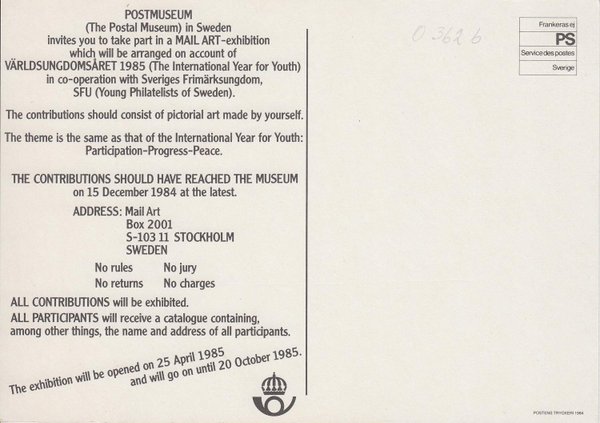 POSTMUSEUM
(The Postal Museum) in Sweden
invites you to take part in a MAIL ART-exhibition
which will be arranged on account of
VÄRLDSUNGDOMSÅRET 1985 (The International Year for Youth)
in co-operation with Sveriges Frimärksungdom,
SFU (Young Philatelists of Sweden).
The contributions should consist of pictorial art made by yourself.
The theme is the same as that of the International Year for Youth:
Participation-Progress-Peace.
THE CONTRIBUTIONS SHOULD HAVE REACHED THE MUSEUM
on 15 December 1984 at the latest.
ADDRESS: Mail Art
Box 2001
S-103 11 STOCKHOLM
SWEDEN
No rules No jury
No returns No charges
ALL CONTRIBUTIONS will be exhibited.
ALL PARTICIPANTS will receive a catalogue containing,
among other things, the name and address of all participants.
The exhibition will be opened on 25 April 1985
and will go on until 20 October 1985.
O 362 b
Frankeras ej
PS
Service des postes
Sverige
POSTENS TRYCKERI 1984